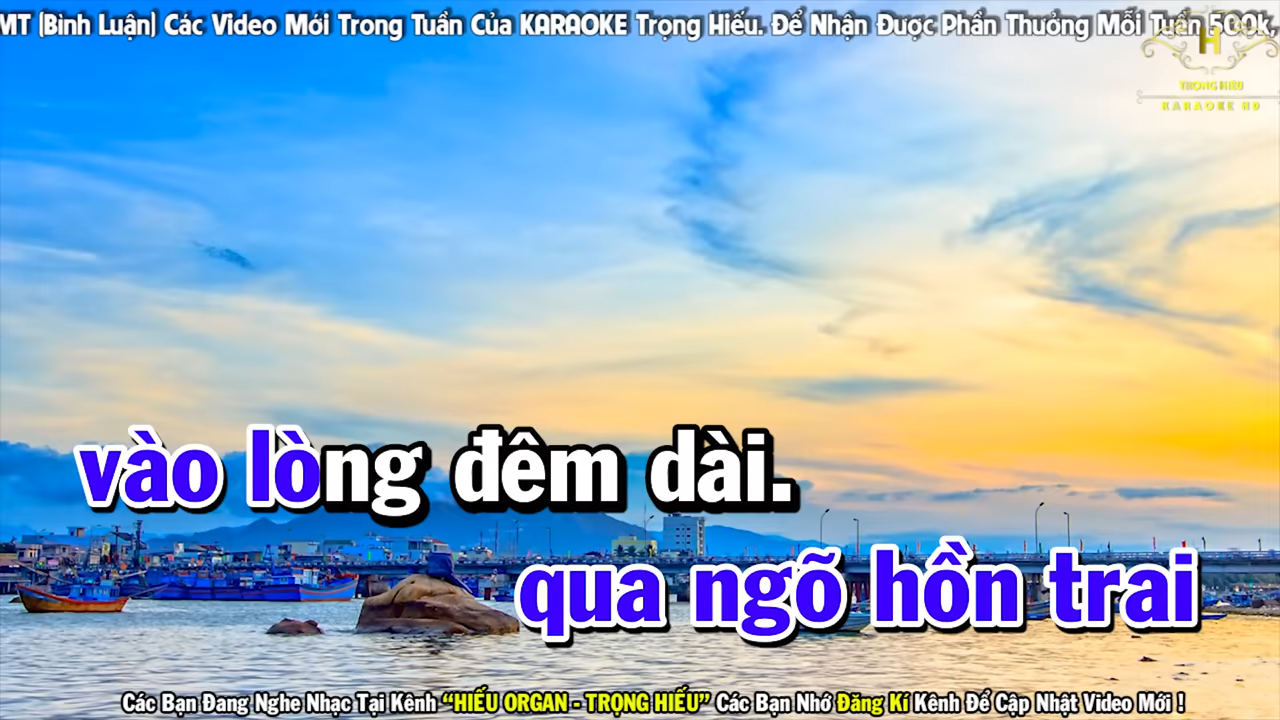 MT (Bình Luận) Các Video Mới Trong Tuần Của KARAOKE Trọng Hiếu. Để Nhận Được Phần Thưởng Mỗi Tuần 500k,
H
TRỌNG HIẾU
KARAOKE HD
vào lòng đêm dài.
qua ngõ hồn trai
Các Bạn Đang Nghe Nhạc Tại Kênh “HIẾU ORGAN - TRỌNG HIẾU” Các Bạn Nhớ Đăng Kí Kênh Để Cập Nhật Video Mới !